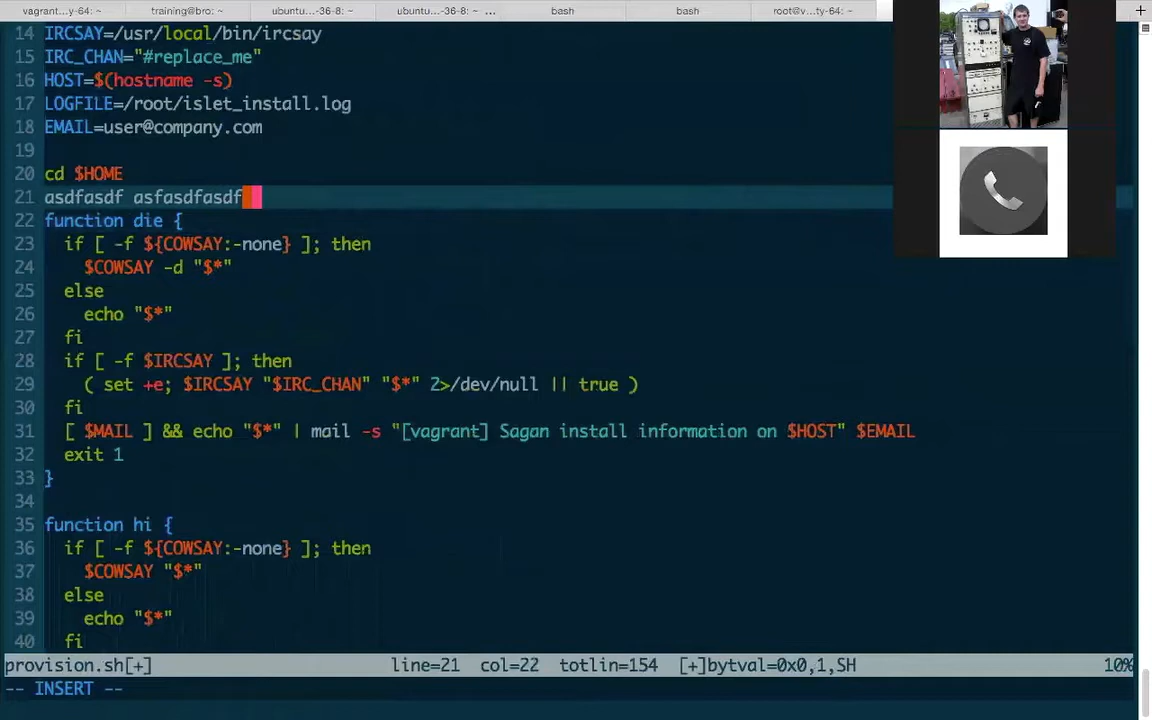 vagrant...y-64: ~ training@bro: ~ ubuntu...-36-8: ~ ubuntu...-36-8: ~ ... bash bash root@v...ty-64: ~ +
14 IRCSAY=/usr/local/bin/ircsay
15 IRC_CHAN="#replace_me"
16 HOST=$(hostname -s)
17 LOGFILE=/root/islet_install.log
18 EMAIL=user@company.com
19
20 cd $HOME
21 asdfasdf asfasdfasdf
22 function die {
23   if [ -f ${COWSAY:-none} ]; then
24     $COWSAY -d "$*"
25   else
26     echo "$*"
27   fi
28   if [ -f $IRCSAY ]; then
29     ( set +e; $IRCSAY "$IRC_CHAN" "$*" 2>/dev/null || true )
30   fi
31   [ $MAIL ] && echo "$*" | mail -s "[vagrant] Sagan install information on $HOST" $EMAIL
32   exit 1
33 }
34
35 function hi {
36   if [ -f ${COWSAY:-none} ]; then
37     $COWSAY "$*"
38   else
39     echo "$*"
40   fi
provision.sh[+] line=21 col=22 totlin=154 [+]bytval=0x0,1,SH 10%
-- INSERT --